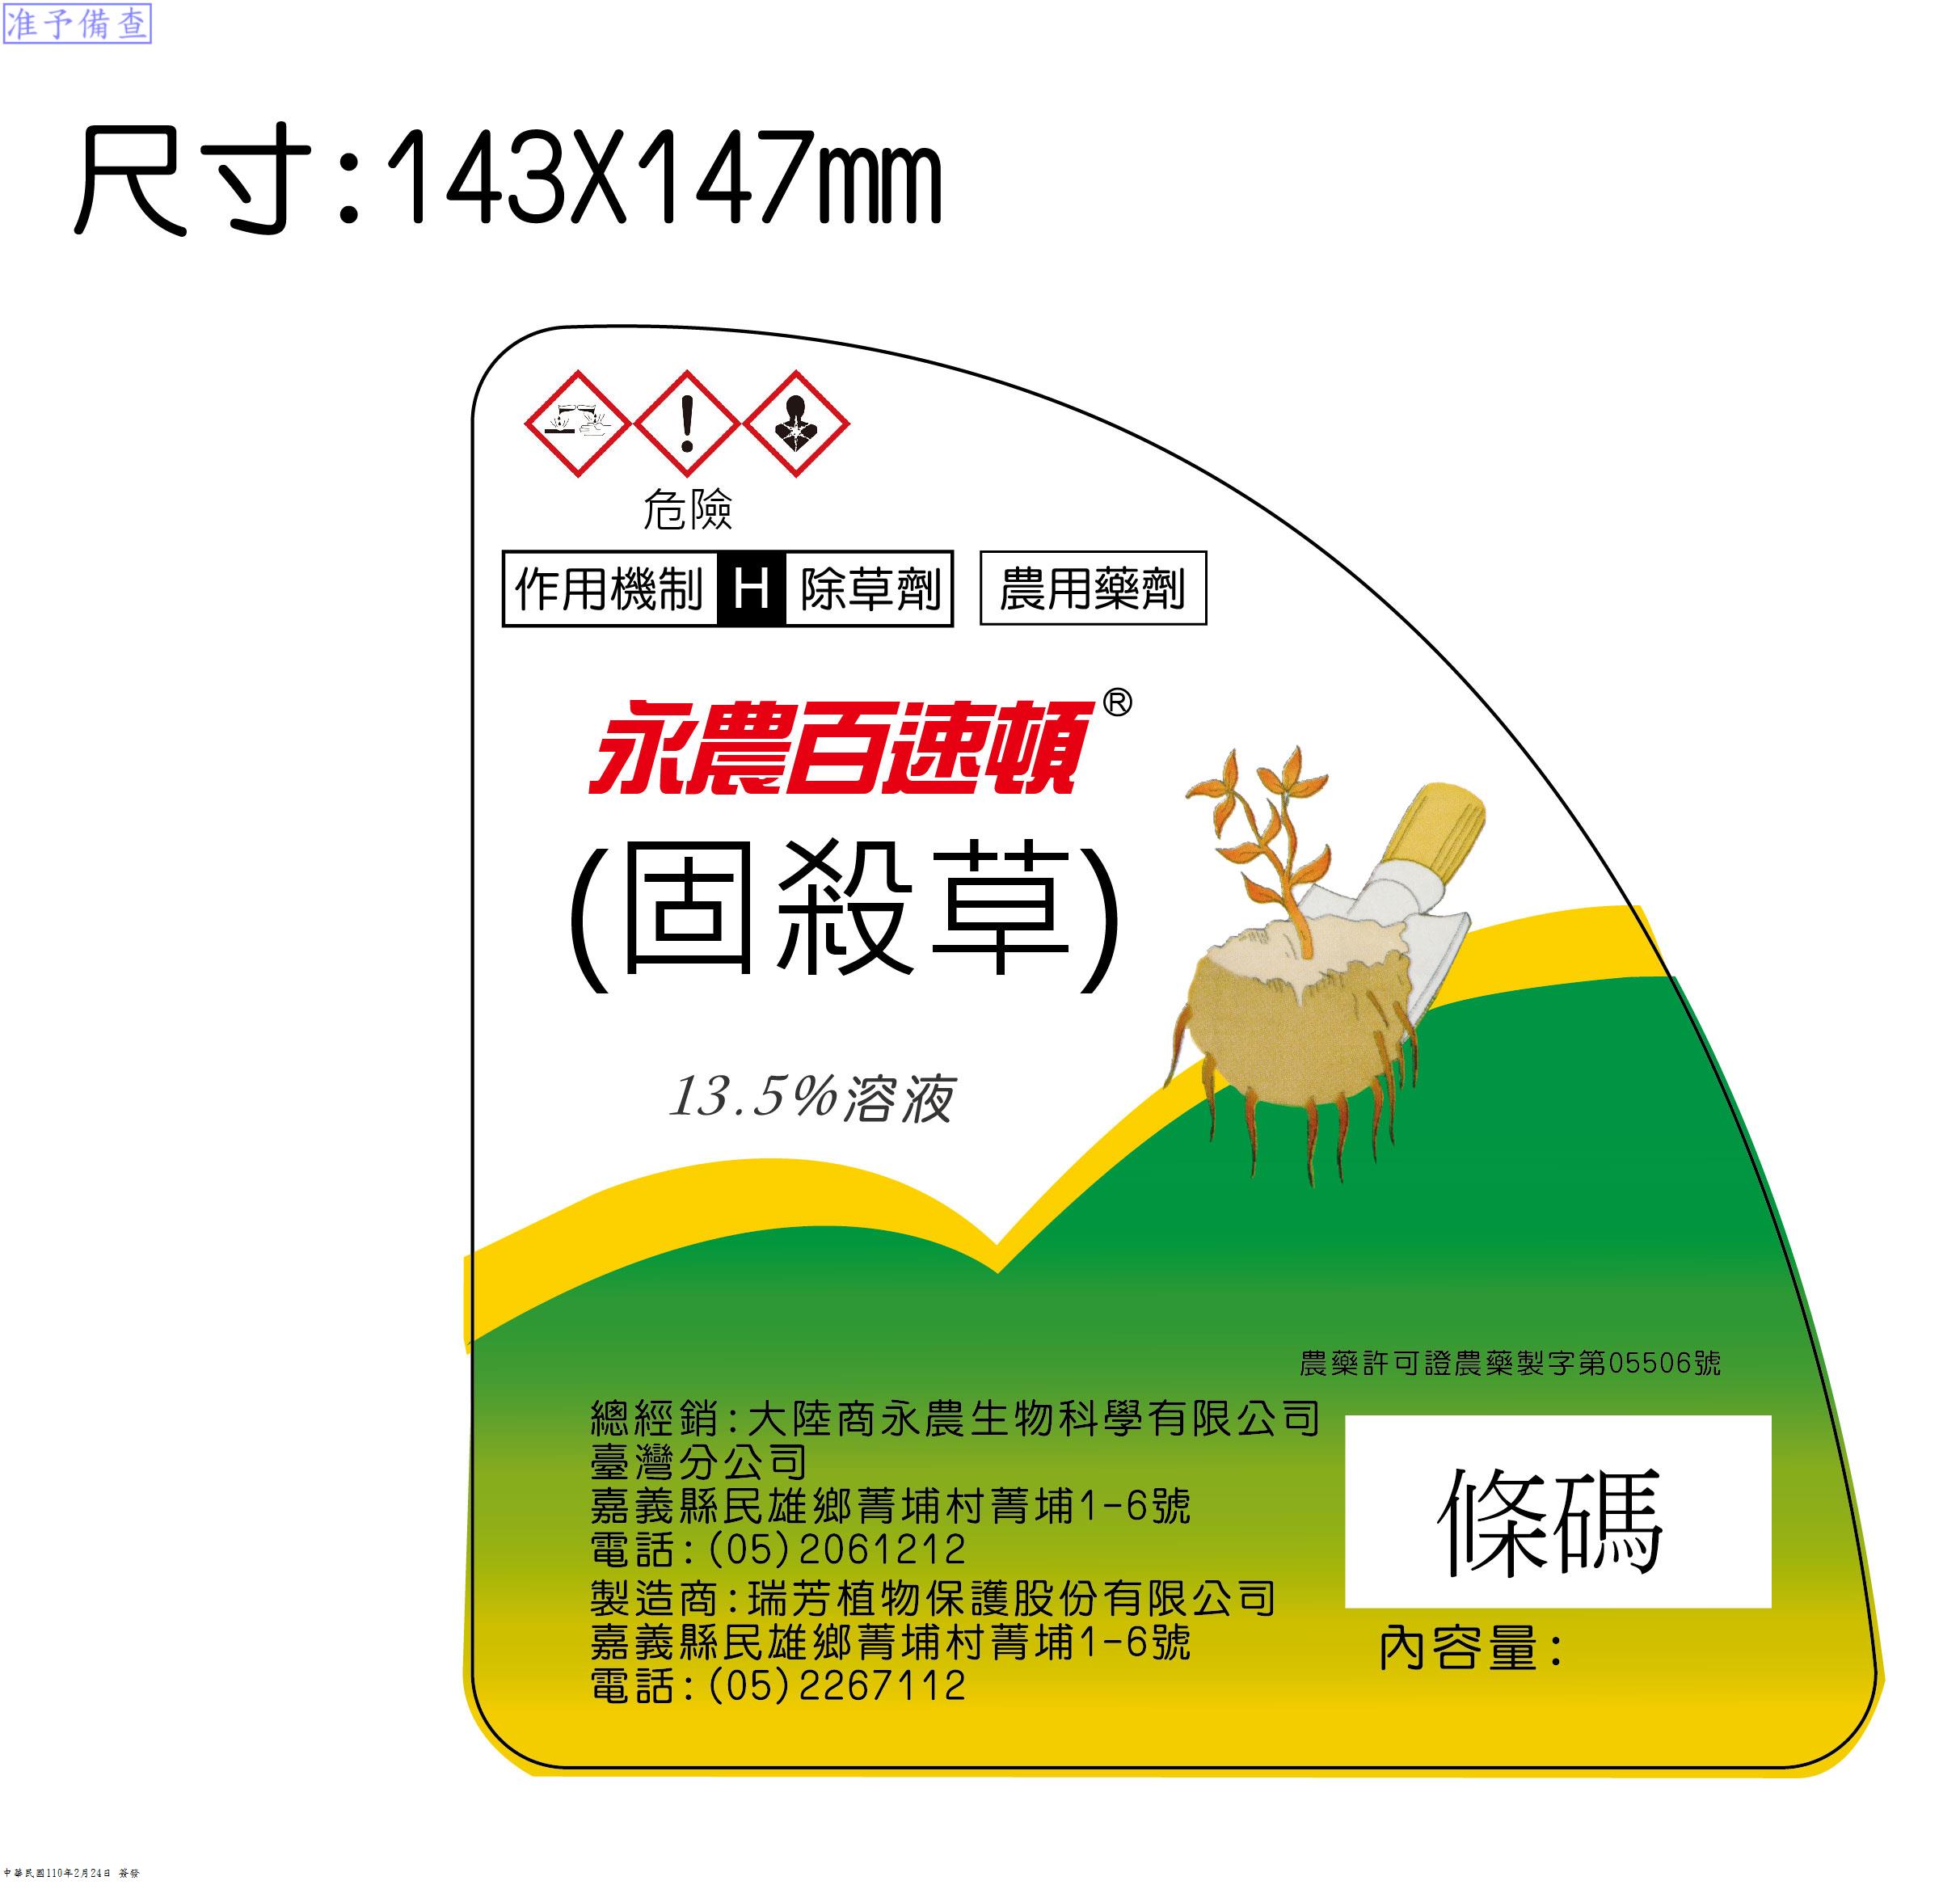 准予備查
尺寸:143X147mm
危險
作用機制 H 除草劑 農用藥劑
永農百速頓®
(固殺草)
13.5%溶液
農藥許可證農藥製字第05506號
總經銷:大陸商永農生物科學有限公司
臺灣分公司
嘉義縣民雄鄉菁埔村菁埔1-6號
電話:(05)2061212
製造商:瑞芳植物保護股份有限公司
嘉義縣民雄鄉菁埔村菁埔1-6號
電話:(05)2267112
條碼
內容量:
中華民國110年2月24日 簽發